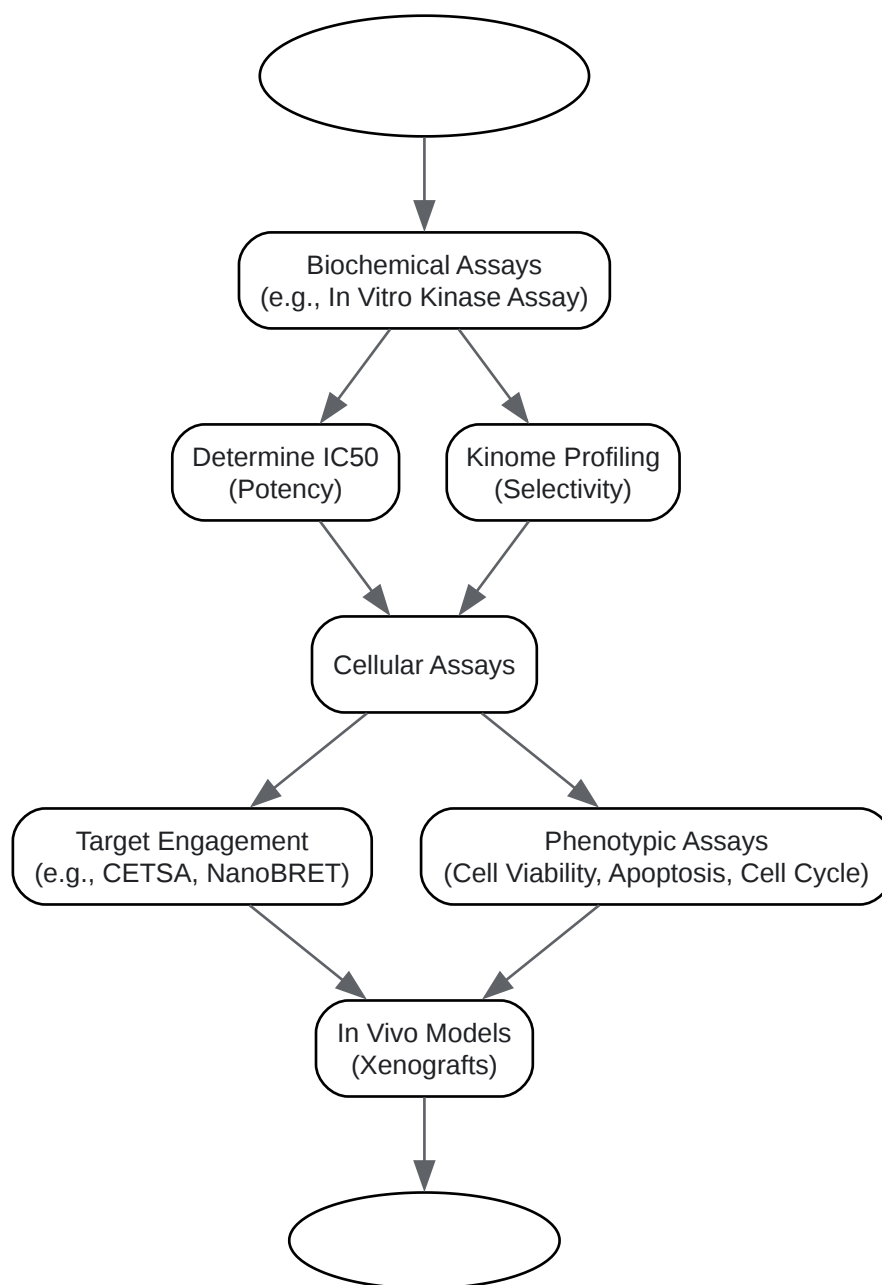 Biochemical Assays
(e.g., In Vitro Kinase Assay)
Determine IC50
(Potency)
Kinome Profiling
(Selectivity)
Cellular Assays
Target Engagement
(e.g., CETSA, NanoBRET)
Phenotypic Assays
(Cell Viability, Apoptosis, Cell Cycle)
In Vivo Models
(Xenografts)